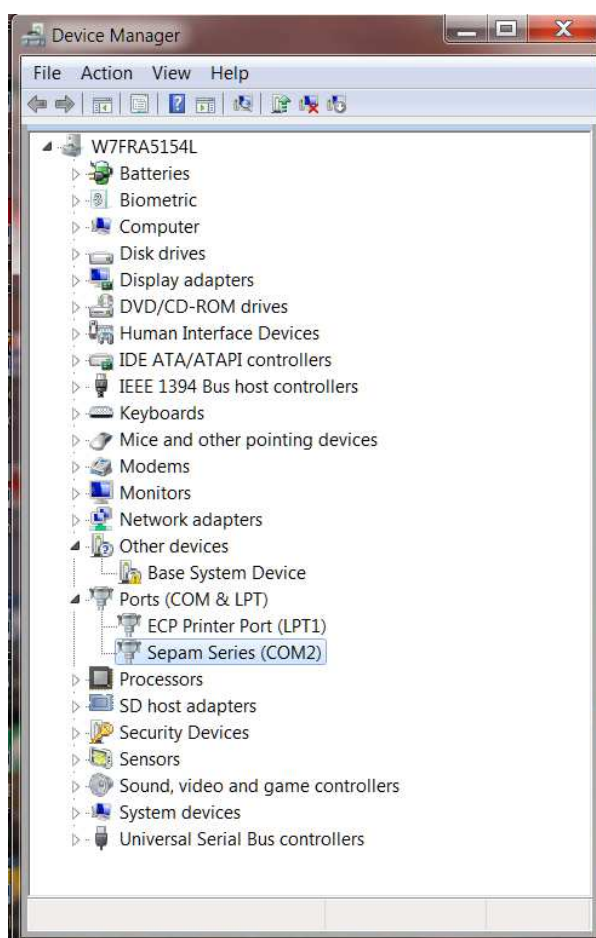 Device Manager
File Action View Help
W7FRA5154L
Batteries
Biometric
Computer
Disk drives
Display adapters
DVD/CD-ROM drives
Human Interface Devices
IDE ATA/ATAPI controllers
IEEE 1394 Bus host controllers
Keyboards
Mice and other pointing devices
Modems
Monitors
Network adapters
Other devices
Base System Device
Ports (COM & LPT)
ECP Printer Port (LPT1)
Sepam Series (COM2)
Processors
SD host adapters
Security Devices
Sensors
Sound, video and game controllers
System devices
Universal Serial Bus controllers